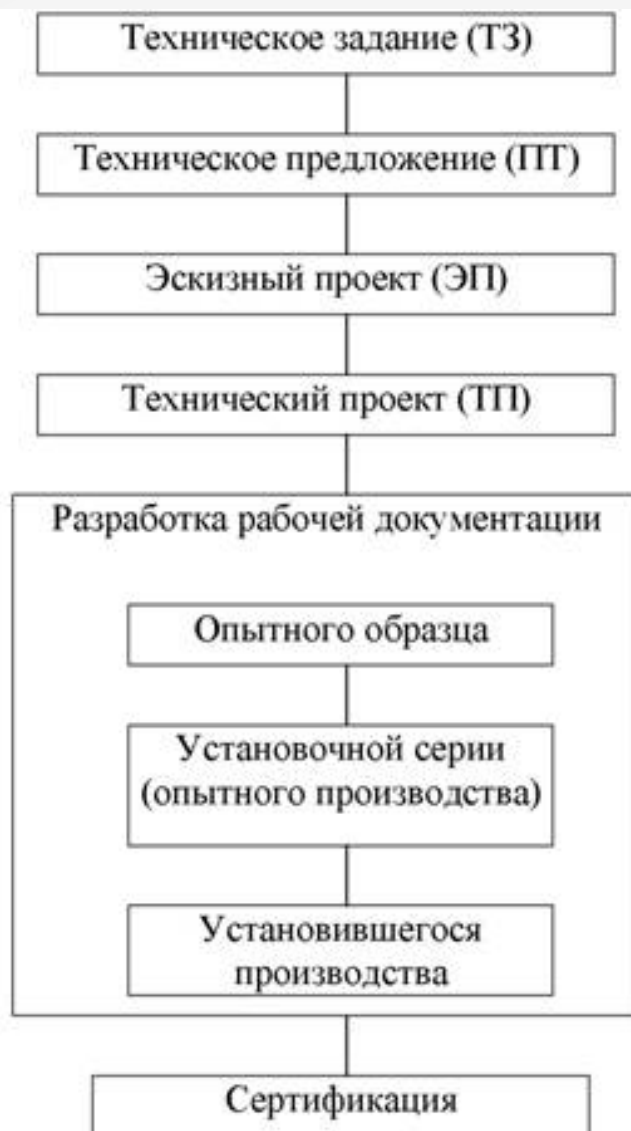 Техническое задание (ТЗ)
Техническое предложение (ПТ)
Эскизный проект (ЭП)
Технический проект (ТП)
Разработка рабочей документации
Опытного образца
Установочной серии
(опытного производства)
Установившегося
производства
Сертификация